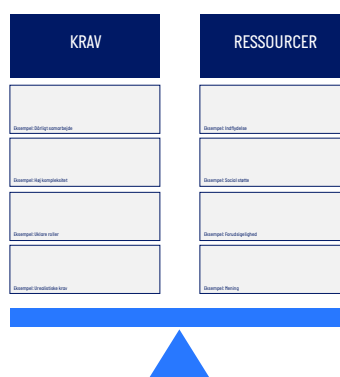 KRAV
RESSOURCER
Eksempel: Dårligt samarbejde
Eksempel: Indflydelse
Eksempel: Høj kompleksitet
Eksempel: Social støtte
Eksempel: Uklare roller
Eksempel: Forudsigelighed
Eksempel: Urealistiske krav
Eksempel: Mening